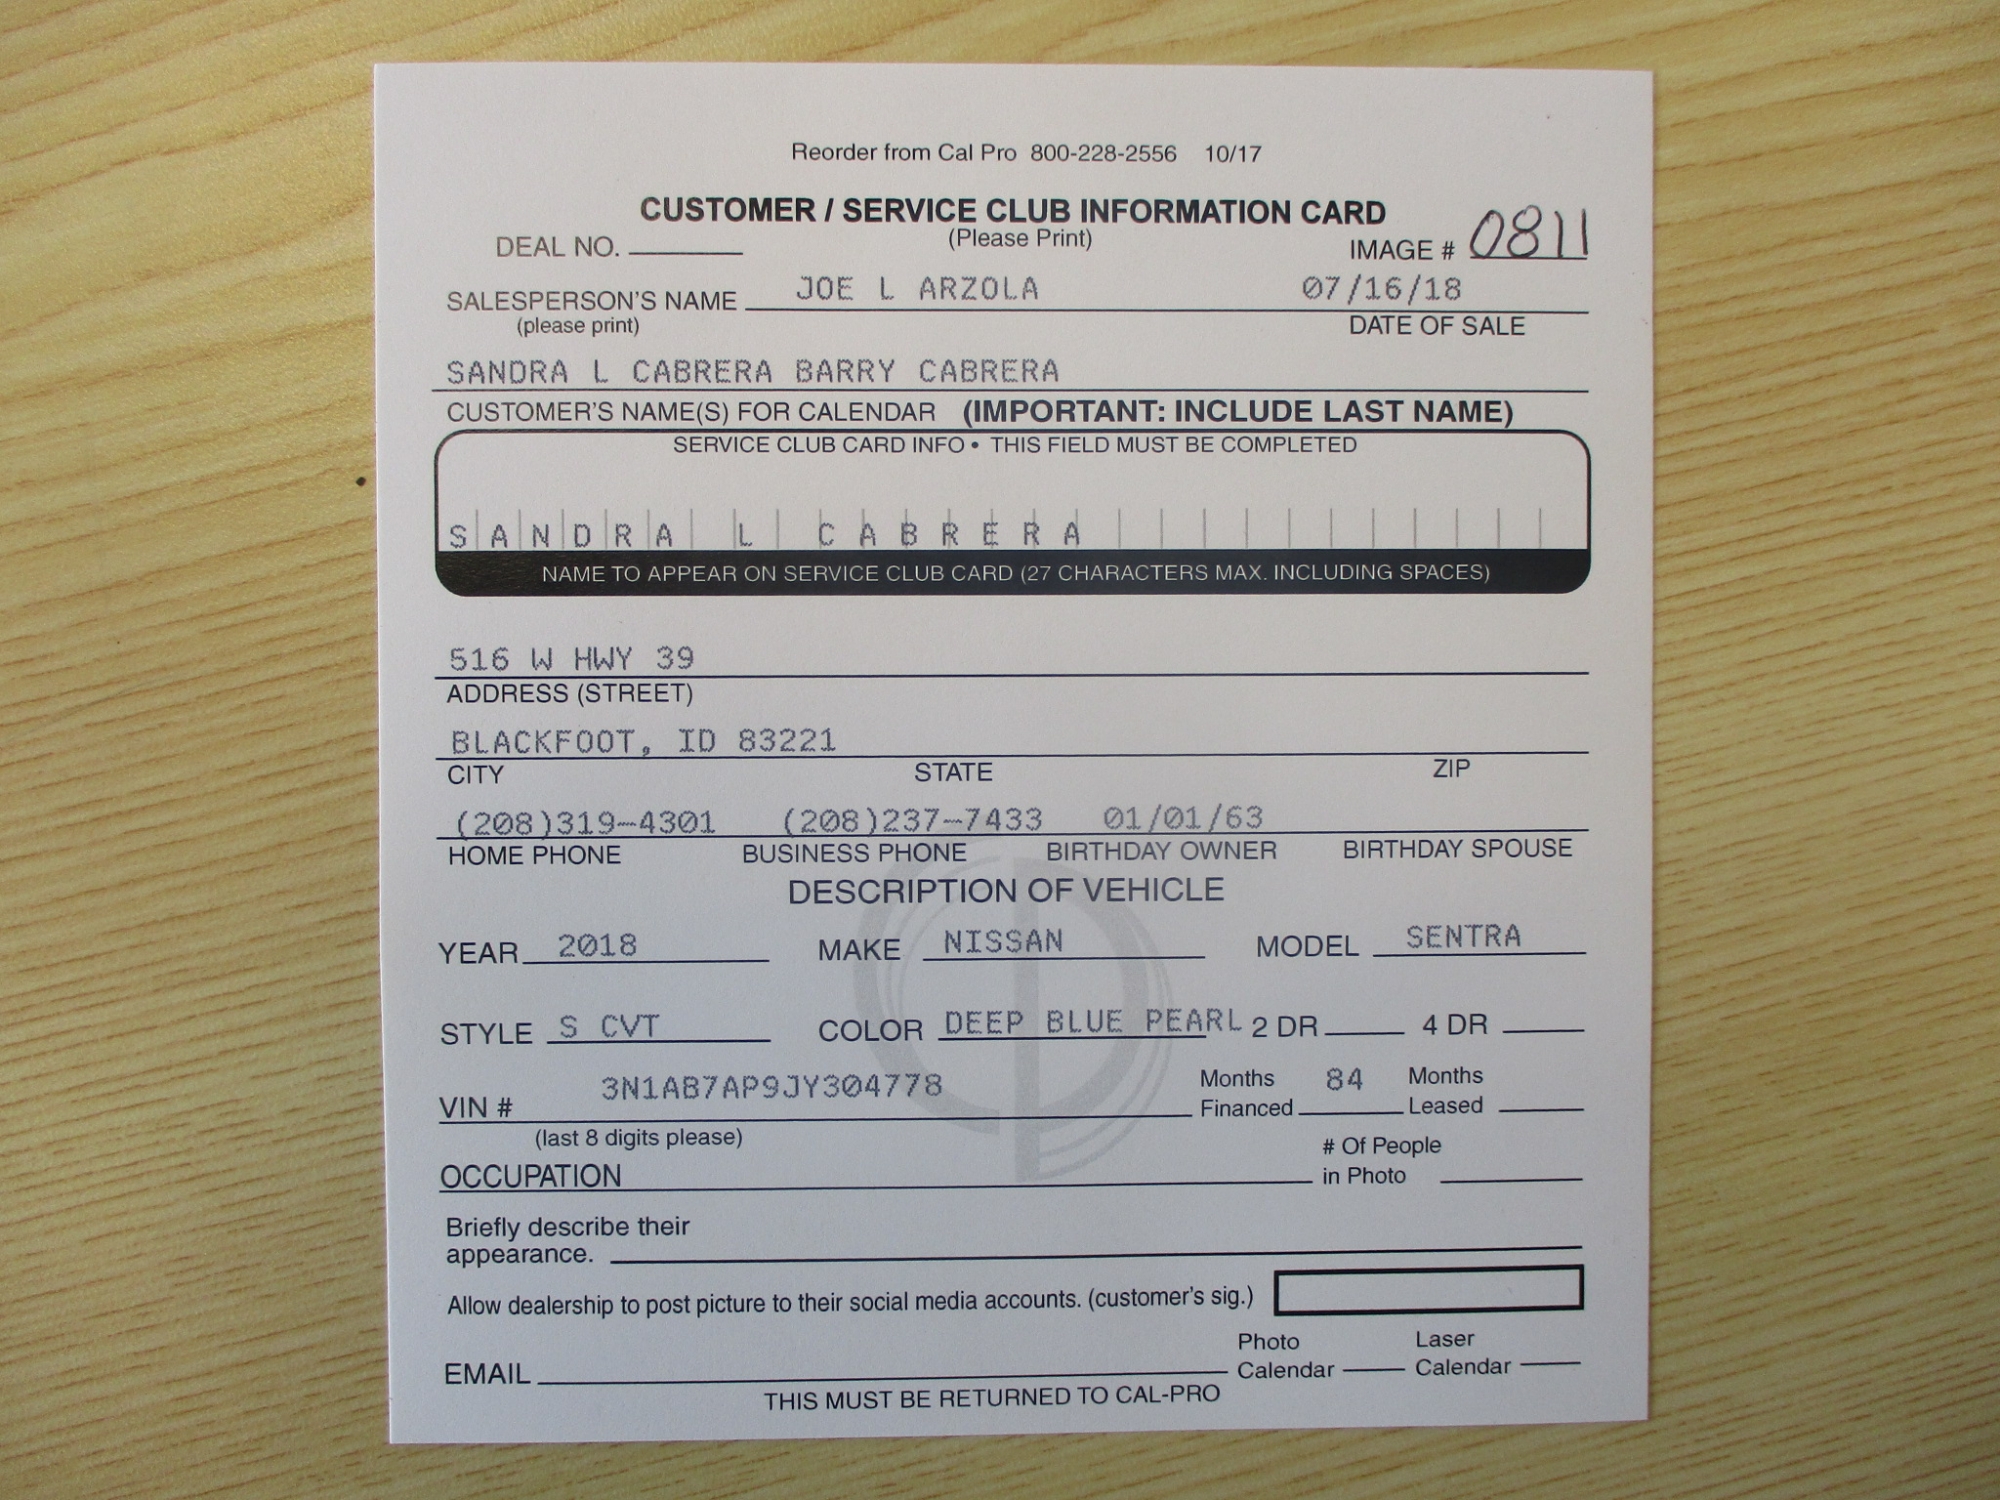 Reorder from Cal Pro 800-228-2556 10/17
CUSTOMER / SERVICE CLUB INFORMATION CARD
(Please Print)
DEAL NO. IMAGE # 0811
SALESPERSON'S NAME JOE L ARZOLA 07/16/18
(please print) DATE OF SALE
SANDRA L CABRERA BARRY CABRERA
CUSTOMER'S NAME(S) FOR CALENDAR (IMPORTANT: INCLUDE LAST NAME)
SERVICE CLUB CARD INFO • THIS FIELD MUST BE COMPLETED
SANDRA L CABRERA
NAME TO APPEAR ON SERVICE CLUB CARD (27 CHARACTERS MAX. INCLUDING SPACES)
516 W HWY 39
ADDRESS (STREET)
BLACKFOOT, ID 83221
CITY STATE ZIP
(208)319-4301 (208)237-7433 01/01/63
HOME PHONE BUSINESS PHONE BIRTHDAY OWNER BIRTHDAY SPOUSE
DESCRIPTION OF VEHICLE
YEAR 2018 MAKE NISSAN MODEL SENTRA
STYLE S CVT COLOR DEEP BLUE PEARL 2 DR 4 DR
VIN # 3N1AB7AP9JY304778 Months Financed 84 Months Leased
(last 8 digits please)
OCCUPATION # Of People in Photo
Briefly describe their
appearance.
Allow dealership to post picture to their social media accounts. (customer's sig.)
EMAIL Photo Calendar Laser Calendar
THIS MUST BE RETURNED TO CAL-PRO